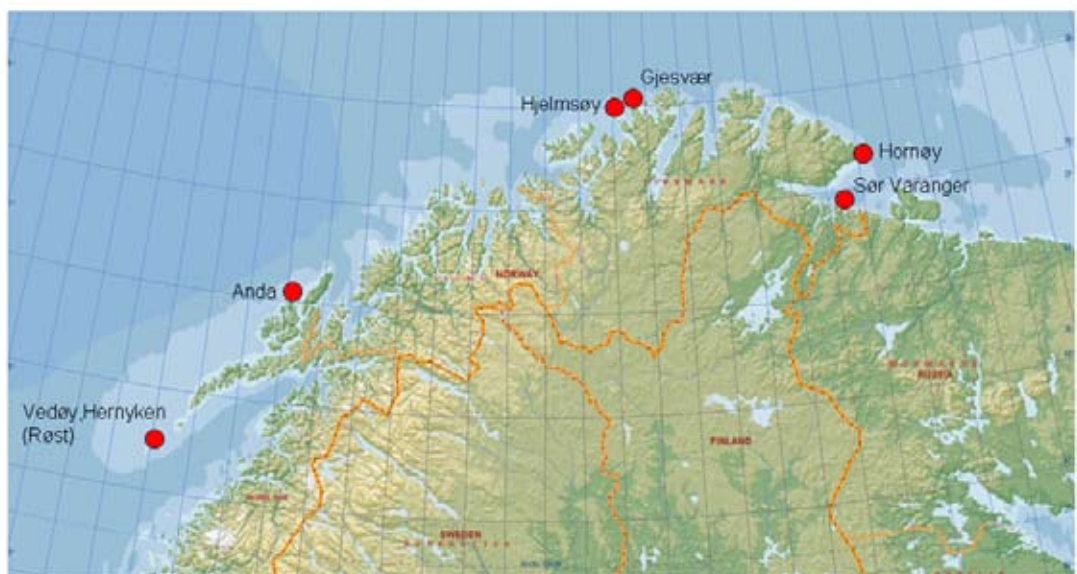 Gjesvær
Hjelmsøy
Hornøy
Sør Varanger
NORWAY
Anda
RUSSIA
Vedøy,Hernyken
(Røst)
FINLAND
SWEDEN